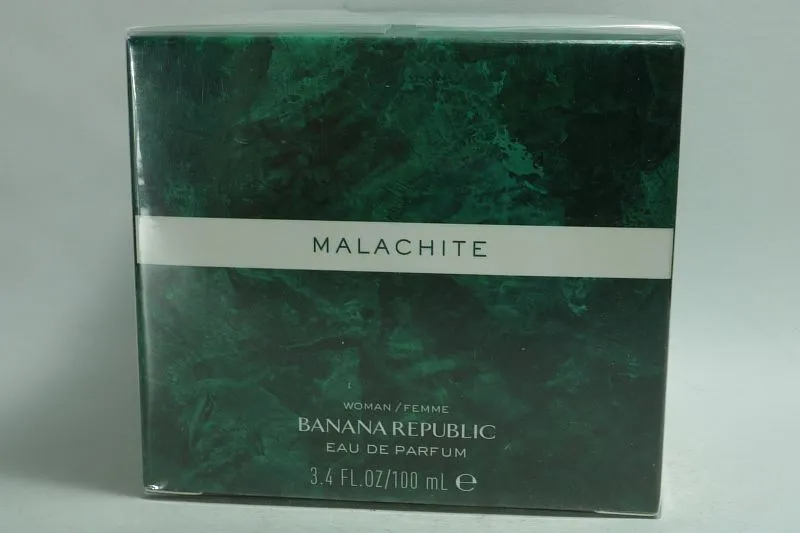 MALACHITE
WOMAN / FEMME
BANANA REPUBLIC
EAU DE PARFUM
3.4 FL.OZ/100 mL ℮